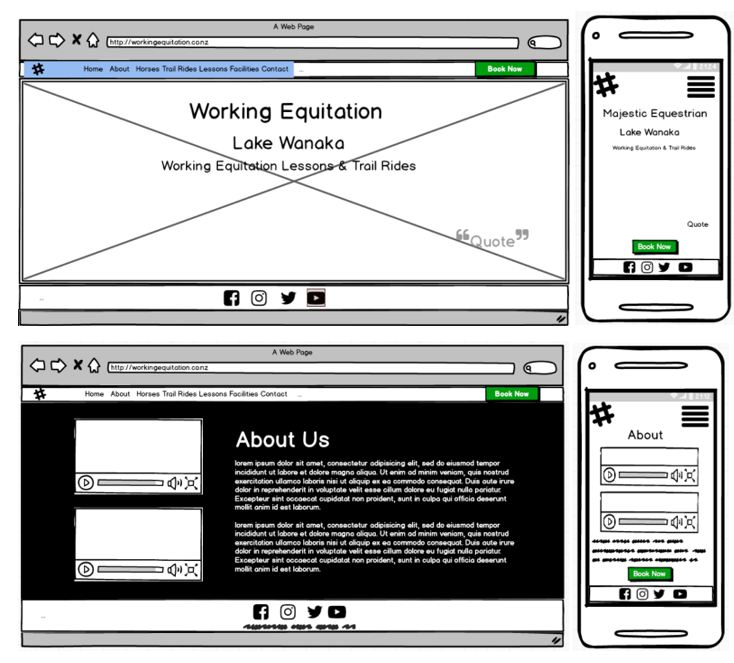 A Web Page
http://workingequitation.co.nz
Home About Horses Trail Rides Lessons Facilities Contact ...
Book Now
Working Equitation
Lake Wanaka
Working Equitation Lessons & Trail Rides
❝Quote❞
...
Majestic Equestrian
Lake Wanaka
Working Equitation & Trail Rides
Quote
Book Now
A Web Page
http://workingequitation.co.nz
Home About Horses Trail Rides Lessons Facilities Contact ...
Book Now
About Us
lorem ipsum dolor sit amet, consectetur adipisicing elit, sed do eiusmod tempor
incididunt ut labore et dolore magna aliqua. Ut enim ad minim veniam, quis nostrud
exercitation ullamco laboris nisi ut aliquip ex ea commodo consequat. Duis aute irure
dolor in reprehenderit in voluptate velit esse cillum dolore eu fugiat nulla pariatur.
Excepteur sint occaecat cupidatat non proident, sunt in culpa qui officia deserunt
mollit anim id est laborum.
lorem ipsum dolor sit amet, consectetur adipisicing elit, sed do eiusmod tempor
incididunt ut labore et dolore magna aliqua. Ut enim ad minim veniam, quis nostrud
exercitation ullamco laboris nisi ut aliquip ex ea commodo consequat. Duis aute irure
dolor in reprehenderit in voluptate velit esse cillum dolore eu fugiat nulla pariatur.
Excepteur sint occaecat cupidatat non proident, sunt in culpa qui officia deserunt
mollit anim id est laborum.
...
About
Book Now